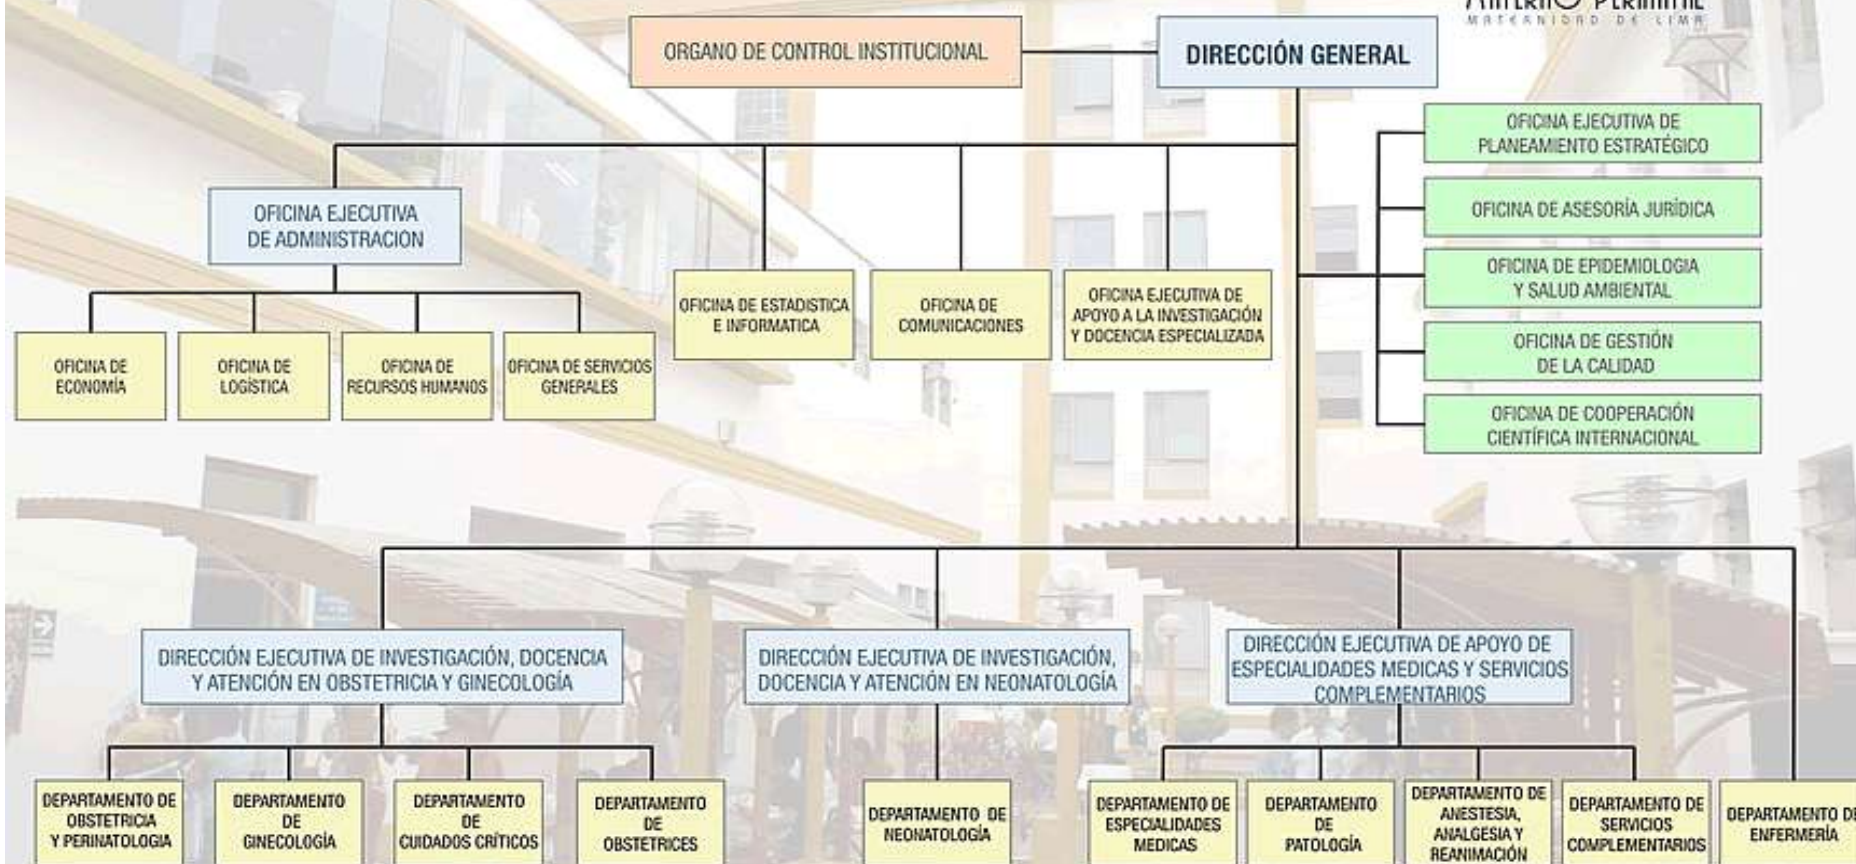 PERINATAL
MATERNIDAD DE LIMA
ORGANO DE CONTROL INSTITUCIONAL
DIRECCIÓN GENERAL
OFICINA EJECUTIVA DE
PLANEAMIENTO ESTRATÉGICO
OFICINA DE ASESORÍA JURÍDICA
OFICINA DE EPIDEMIOLOGIA
Y SALUD AMBIENTAL
OFICINA DE GESTIÓN
DE LA CALIDAD
OFICINA DE COOPERACIÓN
CIENTÍFICA INTERNACIONAL
OFICINA EJECUTIVA
DE ADMINISTRACION
OFICINA DE ESTADISTICA
E INFORMATICA
OFICINA DE
COMUNICACIONES
OFICINA EJECUTIVA DE
APOYO A LA INVESTIGACIÓN
Y DOCENCIA ESPECIALIZADA
OFICINA DE
ECONOMÍA
OFICINA DE
LOGÍSTICA
OFICINA DE
RECURSOS HUMANOS
OFICINA DE SERVICIOS
GENERALES
DIRECCIÓN EJECUTIVA DE INVESTIGACIÓN, DOCENCIA
Y ATENCIÓN EN OBSTETRICIA Y GINECOLOGÍA
DIRECCIÓN EJECUTIVA DE INVESTIGACIÓN,
DOCENCIA Y ATENCIÓN EN NEONATOLOGÍA
DIRECCIÓN EJECUTIVA DE APOYO DE
ESPECIALIDADES MEDICAS Y SERVICIOS
COMPLEMENTARIOS
DEPARTAMENTO DE
OBSTETRICIA
Y PERINATOLOGIA
DEPARTAMENTO
DE
GINECOLOGÍA
DEPARTAMENTO
DE
CUIDADOS CRÍTICOS
DEPARTAMENTO
DE
OBSTETRICES
DEPARTAMENTO DE
NEONATOLOGÍA
DEPARTAMENTO DE
ESPECIALIDADES
MEDICAS
DEPARTAMENTO
DE
PATOLOGÍA
DEPARTAMENTO DE
ANESTESIA,
ANALGESIA Y
REANIMACIÓN
DEPARTAMENTO DE
SERVICIOS
COMPLEMENTARIOS
DEPARTAMENTO DE
ENFERMERÍA